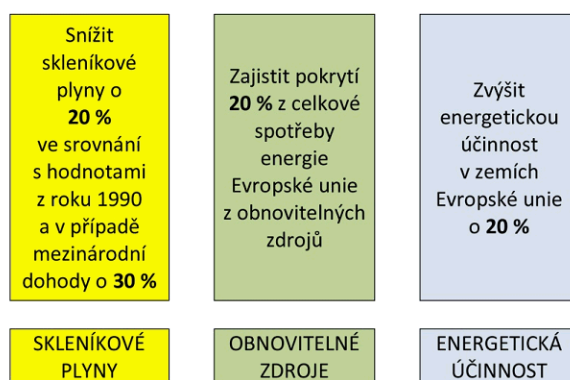 Snížit
skleníkové
plyny o
20 %
ve srovnání
s hodnotami
z roku 1990
a v případě
mezinárodní
dohody o 30 %
Zajistit pokrytí
20 % z celkové
spotřeby
energie
Evropské unie
z obnovitelných
zdrojů
Zvýšit
energetickou
účinnost
v zemích
Evropské unie
o 20 %
SKLENÍKOVÉ
PLYNY
OBNOVITELNÉ
ZDROJE
ENERGETICKÁ
ÚČINNOST